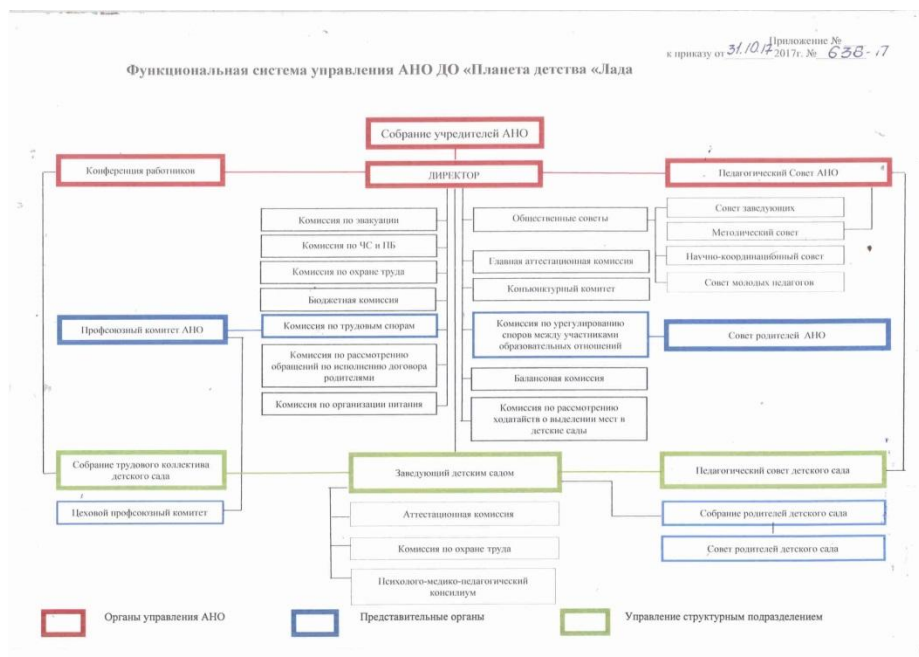 Приложение №
к приказу от 31.10.17 2017г. № 638-17
Функциональная система управления АНО ДО «Планета детства «Лада
Собрание учредителей АНО
Конференция работников
ДИРЕКТОР
Педагогический Совет АНО
Комиссия по эвакуации
Комиссия по ЧС и ПБ
Комиссия по охране труда
Бюджетная комиссия
Общественные советы
Главная аттестационная комиссия
Конъюнктурный комитет
Совет заведующих
Методический совет
Научно-координационный совет
Совет молодых педагогов
Профсоюзный комитет АНО
Комиссия по трудовым спорам
Комиссия по урегулированию
споров между участниками
образовательных отношений
Совет родителей АНО
Комиссия по рассмотрению
обращений по исполнению договора
родителями
Комиссия по организации питания
Балансовая комиссия
Комиссия по рассмотрению
ходатайств о выделении мест в
детские сады
Собрание трудового коллектива
детского сада
Заведующий детским садом
Педагогический совет детского сада
Цеховой профсоюзный комитет
Аттестационная комиссия
Комиссия по охране труда
Психолого-медико-педагогический
консилиум
Собрание родителей детского сада
Совет родителей детского сада
Органы управления АНО
Представительные органы
Управление структурным подразделением